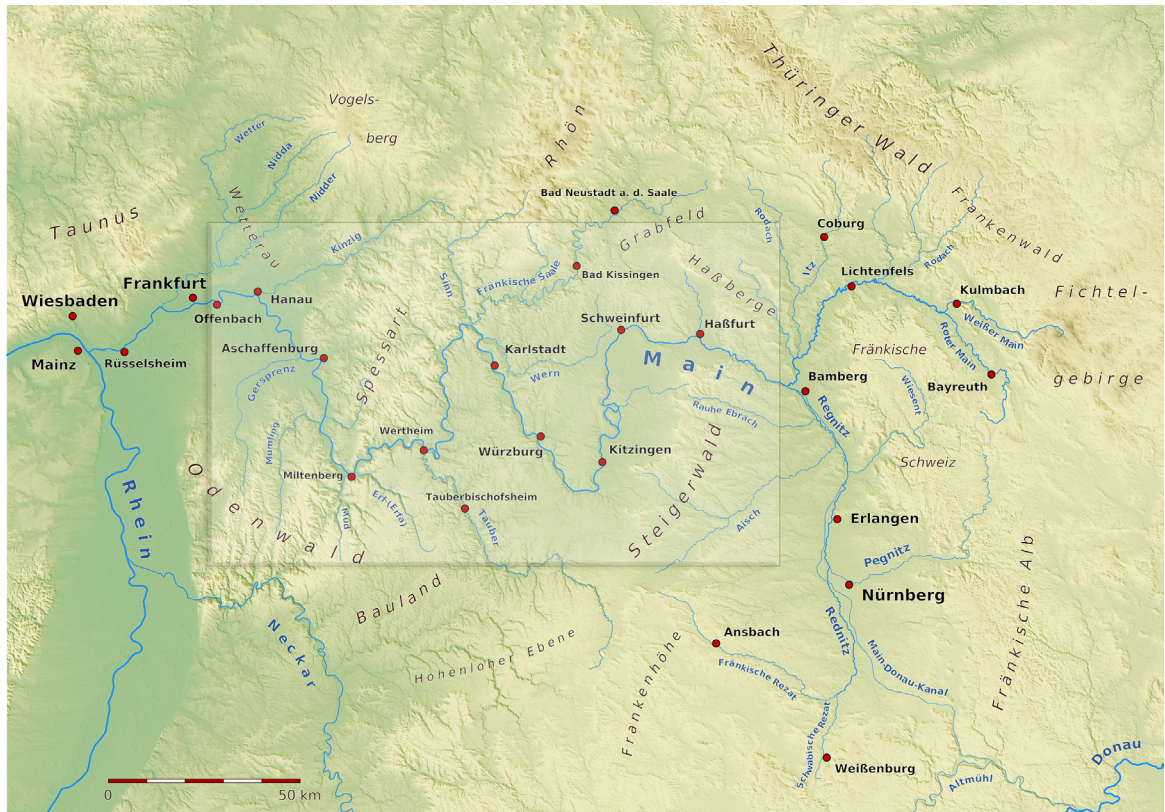 Thüringer Wald
Vogels-
berg
Wetter
Nidda
Nidder
Rhön
Bad Neustadt a. d. Saale
Frankenwald
Taunus
Wetterau
Kinzig
Grabfeld
Rodach
Coburg
Itz
Rodach
Frankfurt
Wiesbaden
Hanau
Offenbach
Sinn
Fränkische Saale
Bad Kissingen
Haßberge
Lichtenfels
Kulmbach
Fichtel-
gebirge
Weißer Main
Roter Main
Mainz
Rüsselsheim
Aschaffenburg
Spessart
Schweinfurt
Haßfurt
Karlstadt
Wern
Main
Fränkische
Schweiz
Bayreuth
Bamberg
Wiesent
Gersprenz
Mümling
Wertheim
Würzburg
Kitzingen
Rauhe Ebrach
Regnitz
Miltenberg
Odenwald
Rhein
Mud
Erf (Erfa)
Tauberbischofsheim
Tauber
Steigerwald
Aisch
Erlangen
Pegnitz
Nürnberg
Fränkische Alb
Bauland
Neckar
Hohenloher Ebene
Frankenhöhe
Ansbach
Fränkische Rezat
Rednitz
Main-Donau-Kanal
Schwäbische Rezat
Weißenburg
Altmühl
Donau
0 50 km